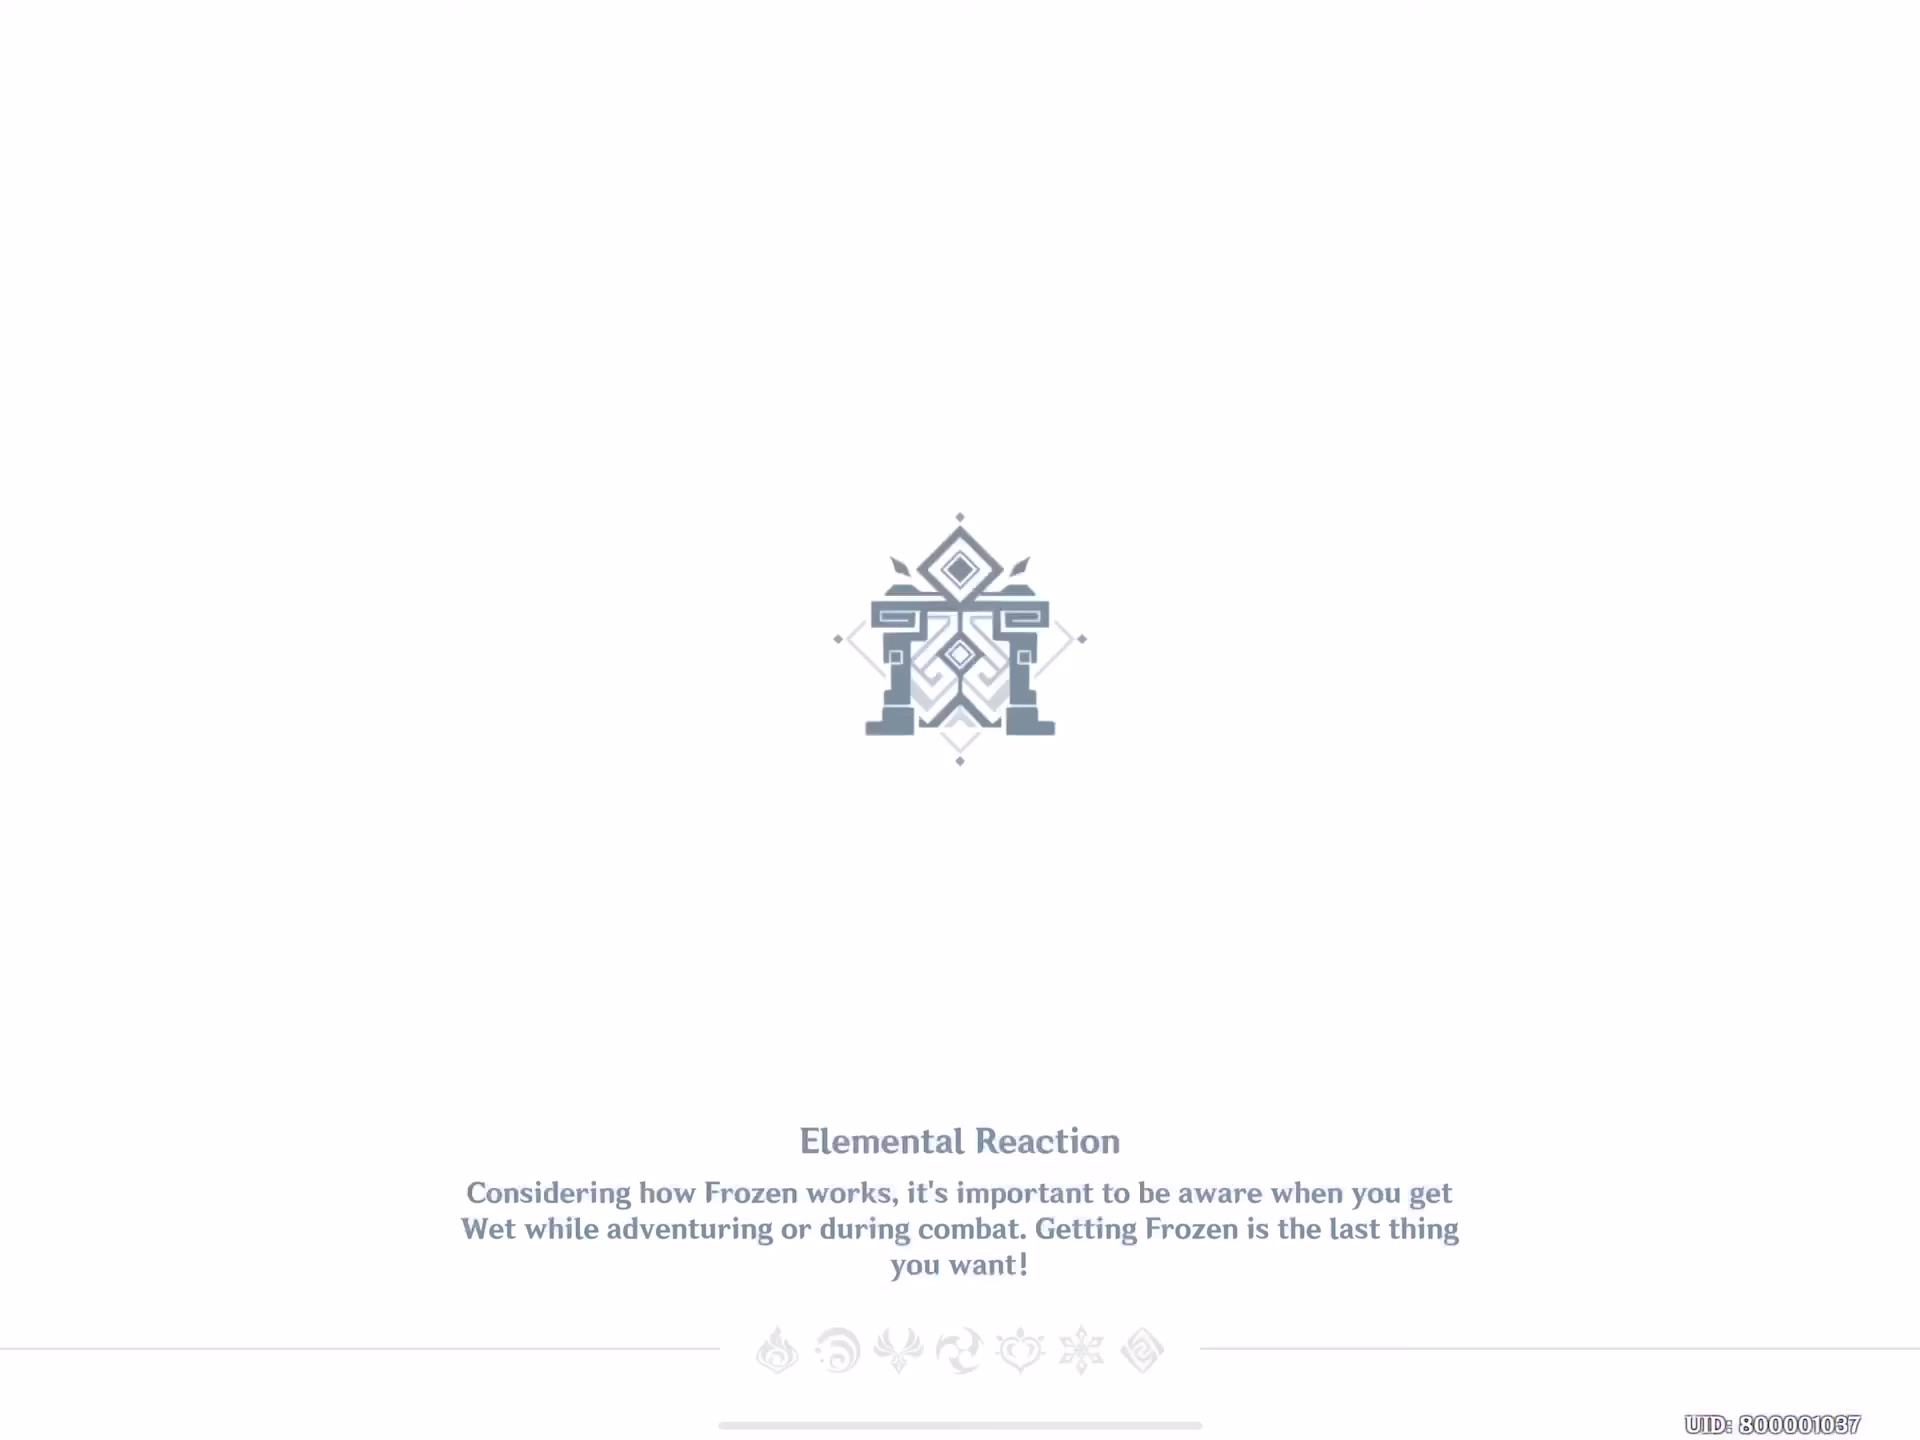 Elemental Reaction
Considering how Frozen works, it's important to be aware when you get
Wet while adventuring or during combat. Getting Frozen is the last thing
you want!
UID: 800001037